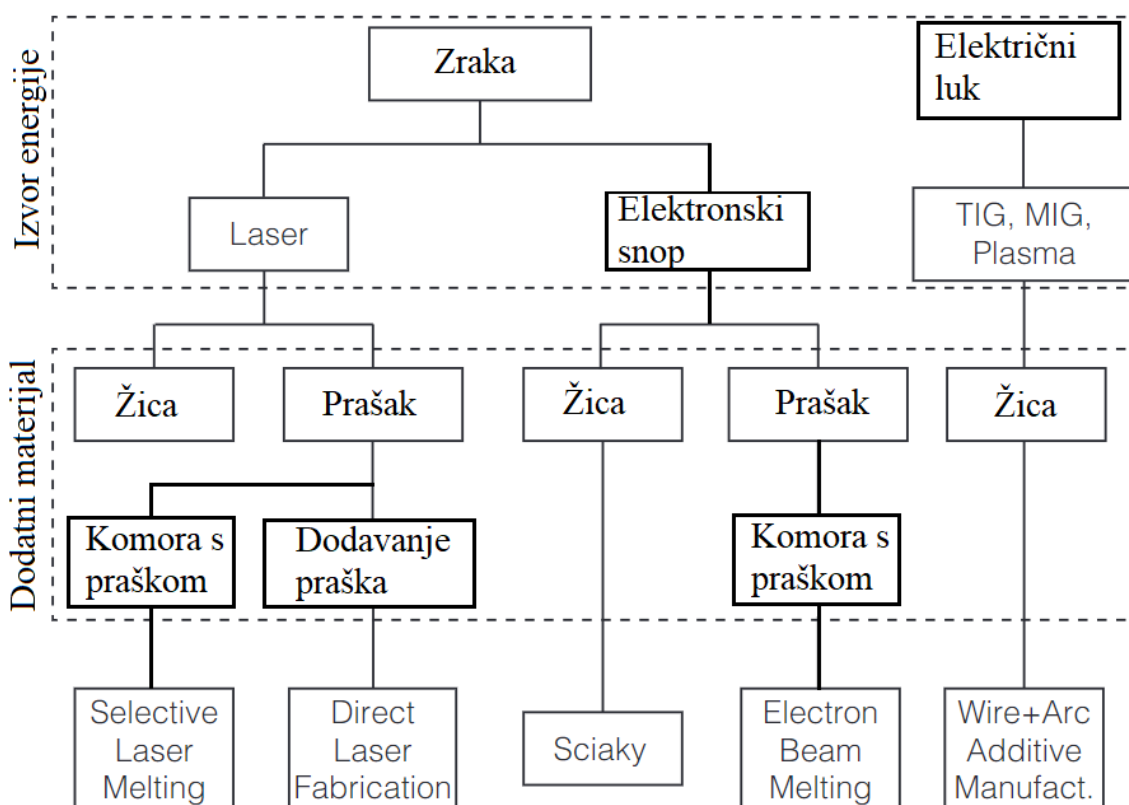 Izvor energije
Zraka
Električni
luk
Laser
Elektronski
snop
TIG, MIG,
Plasma
Dodatni materijal
Žica
Prašak
Žica
Prašak
Žica
Komora s
praškom
Dodavanje
praška
Komora s
praškom
Selective
Laser
Melting
Direct
Laser
Fabrication
Sciaky
Electron
Beam
Melting
Wire+Arc
Additive
Manufact.